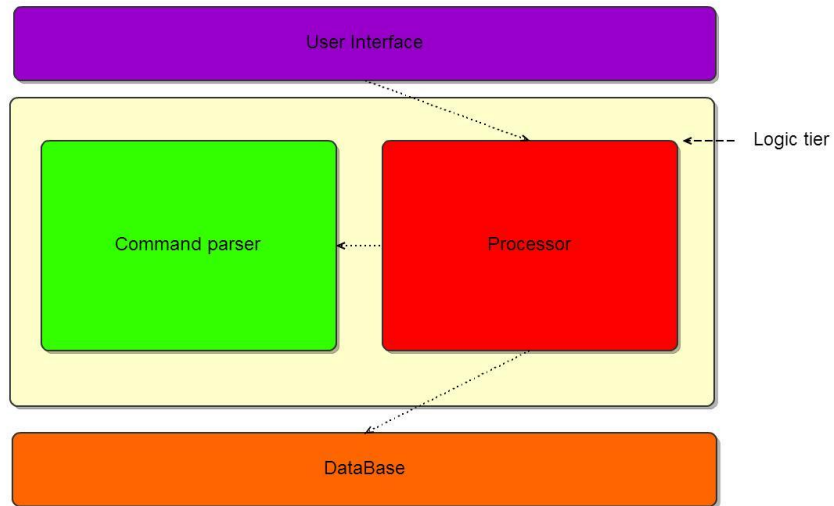 User Interface
Logic tier
Command parser
Processor
DataBase